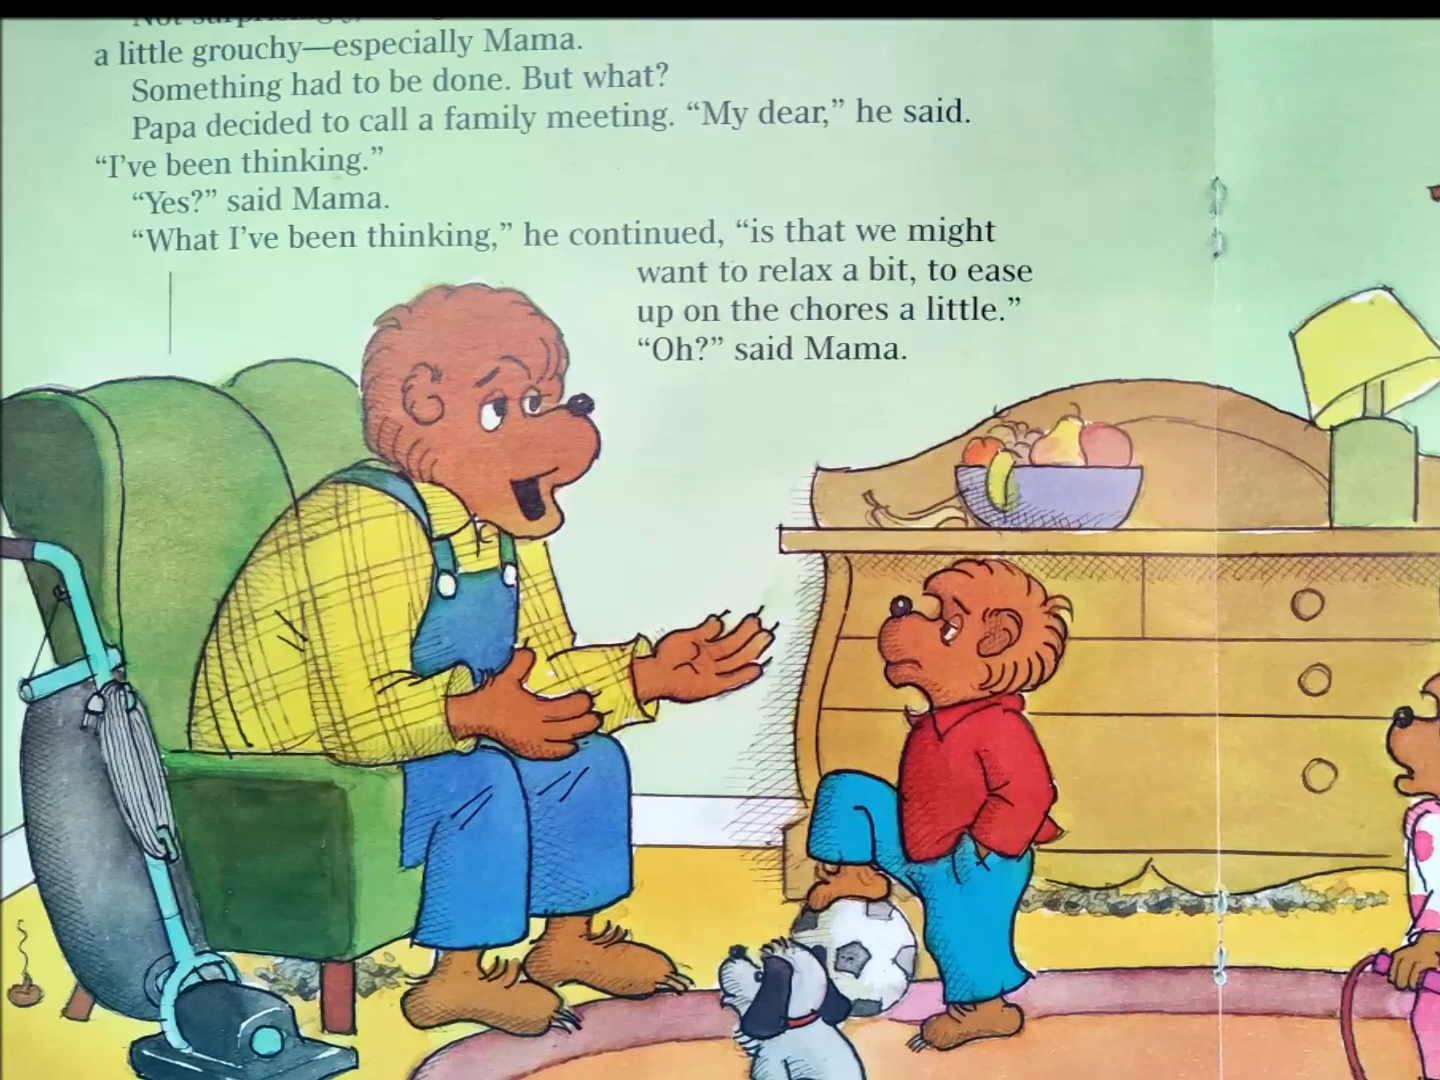 a little grouchy—especially Mama.
Something had to be done. But what?
Papa decided to call a family meeting. “My dear,” he said.
“I’ve been thinking.”
“Yes?” said Mama.
“What I’ve been thinking,” he continued, “is that we might
want to relax a bit, to ease
up on the chores a little.”
“Oh?” said Mama.